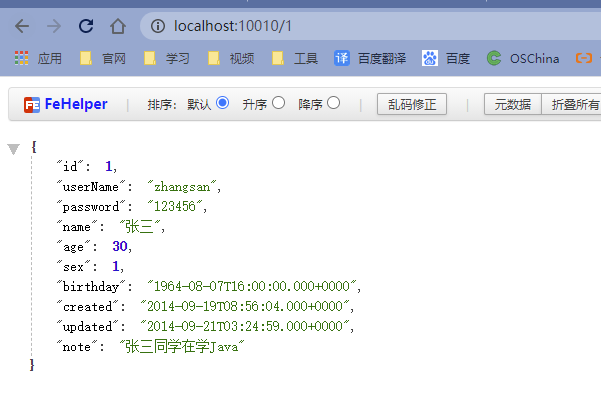 localhost:10010/1
应用 官网 学习 视频 工具 译 百度翻译 百度 OSChina
FE FeHelper | 排序: 默认 升序 降序 | 乱码修正 | 元数据 折叠所有
{
"id": 1,
"userName": "zhangsan",
"password": "123456",
"name": "张三",
"age": 30,
"sex": 1,
"birthday": "1964-08-07T16:00:00.000+0000",
"created": "2014-09-19T08:56:04.000+0000",
"updated": "2014-09-21T03:24:59.000+0000",
"note": "张三同学在学Java"
}